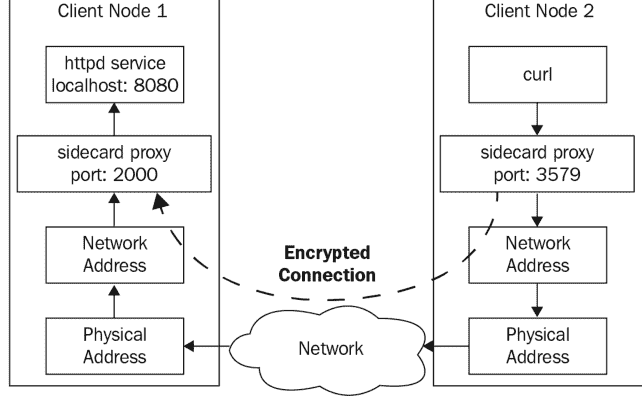 Client Node 1
httpd service
localhost: 8080
sidecard proxy
port: 2000
Network
Address
Physical
Address
Encrypted
Connection
Network
Client Node 2
curl
sidecard proxy
port: 3579
Network
Address
Physical
Address